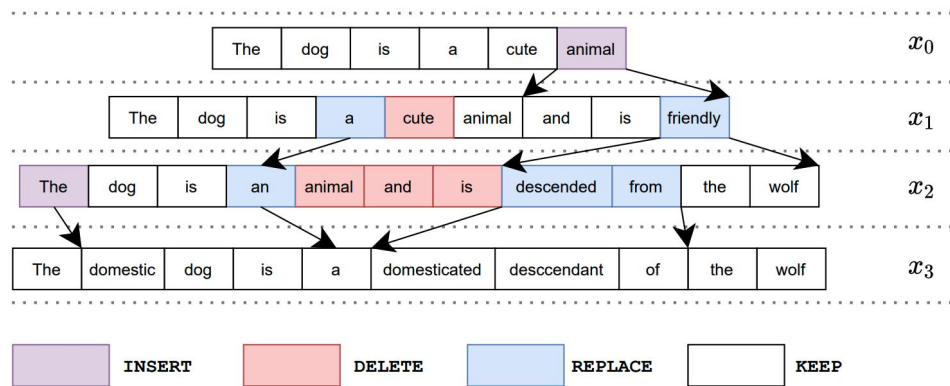 The dog is a cute animal x₀
The dog is a cute animal and is friendly x₁
The dog is an animal and is descended from the wolf x₂
The domestic dog is a domesticated desccendant of the wolf x₃
INSERT DELETE REPLACE KEEP